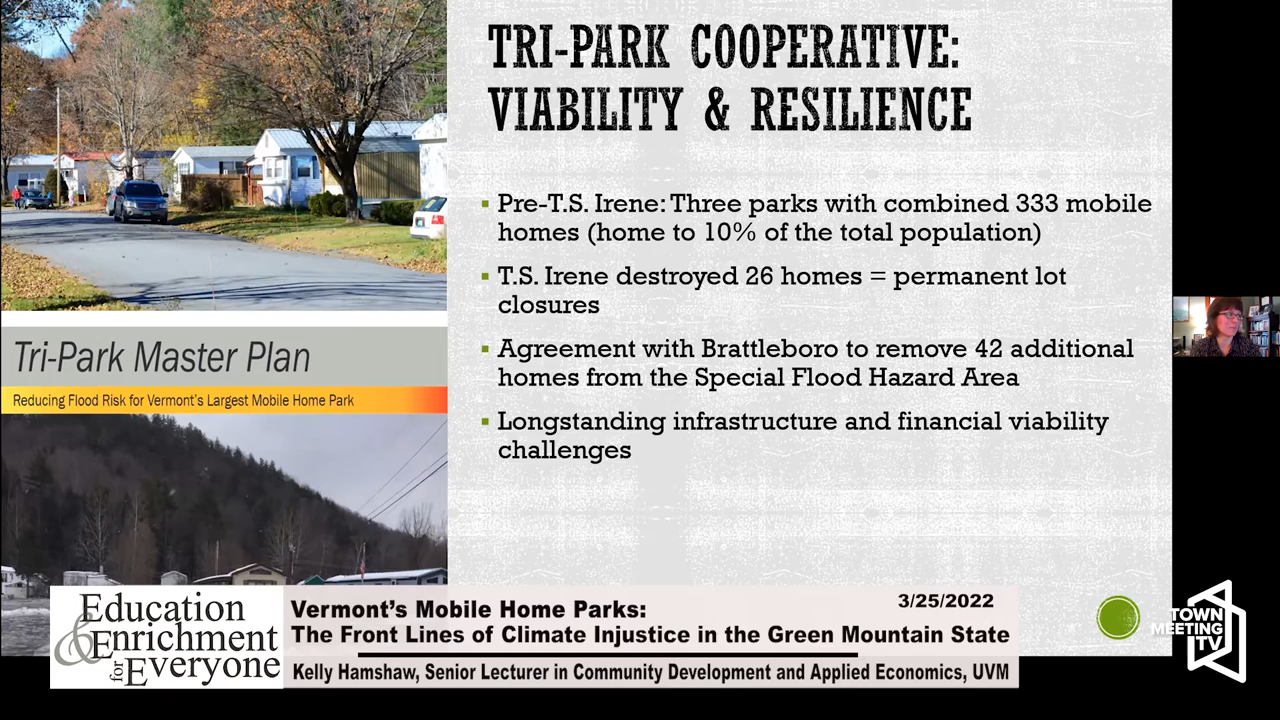 TRI-PARK COOPERATIVE:
VIABILITY & RESILIENCE
▪ Pre-T.S. Irene: Three parks with combined 333 mobile
homes (home to 10% of the total population)
▪ T.S. Irene destroyed 26 homes = permanent lot
closures
▪ Agreement with Brattleboro to remove 42 additional
homes from the Special Flood Hazard Area
▪ Longstanding infrastructure and financial viability
challenges
Tri-Park Master Plan
Reducing Flood Risk for Vermont's Largest Mobile Home Park
Education
& Enrichment
for Everyone
3/25/2022
Vermont's Mobile Home Parks:
The Front Lines of Climate Injustice in the Green Mountain State
Kelly Hamshaw, Senior Lecturer in Community Development and Applied Economics, UVM
TOWN
MEETING
TV